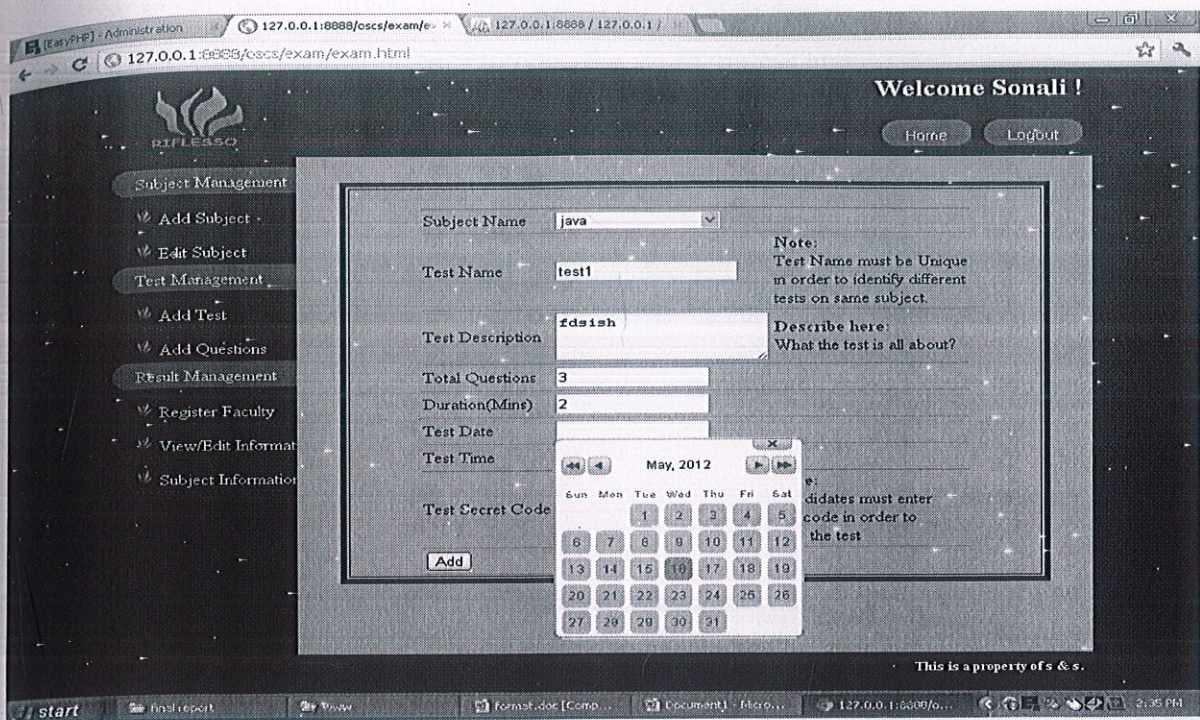 [EasyPHP] - Administration
127.0.0.1:8888/oscs/exam/e
127.0.0.1:8888 / 127.0.0.1 /
127.0.0.1:8888/oscs/exam/exam.html
RIFLESSO
Welcome Sonali !
Home Logout
Subject Management
Add Subject
Edit Subject
Test Management
Add Test
Add Questions
Result Management
Register Faculty
View/Edit Informat
Subject Information
Subject Name java
Test Name test1
Note:
Test Name must be Unique
in order to identify different
tests on same subject.
Test Description fdsish
Describe here:
What the test is all about?
Total Questions 3
Duration(Mins) 2
Test Date
Test Time
Test Secret Code
e:
didates must enter
code in order to
the test
Add
May, 2012
Sun Mon Tue Wed Thu Fri Sat
1 2 3 4 5
6 7 8 9 10 11 12
13 14 15 16 17 18 19
20 21 22 23 24 25 26
27 28 29 30 31
This is a property of s & s.
start final report format.doc [Comp... Document1 - Micro... 127.0.0.1:8888/o... 2:35 PM